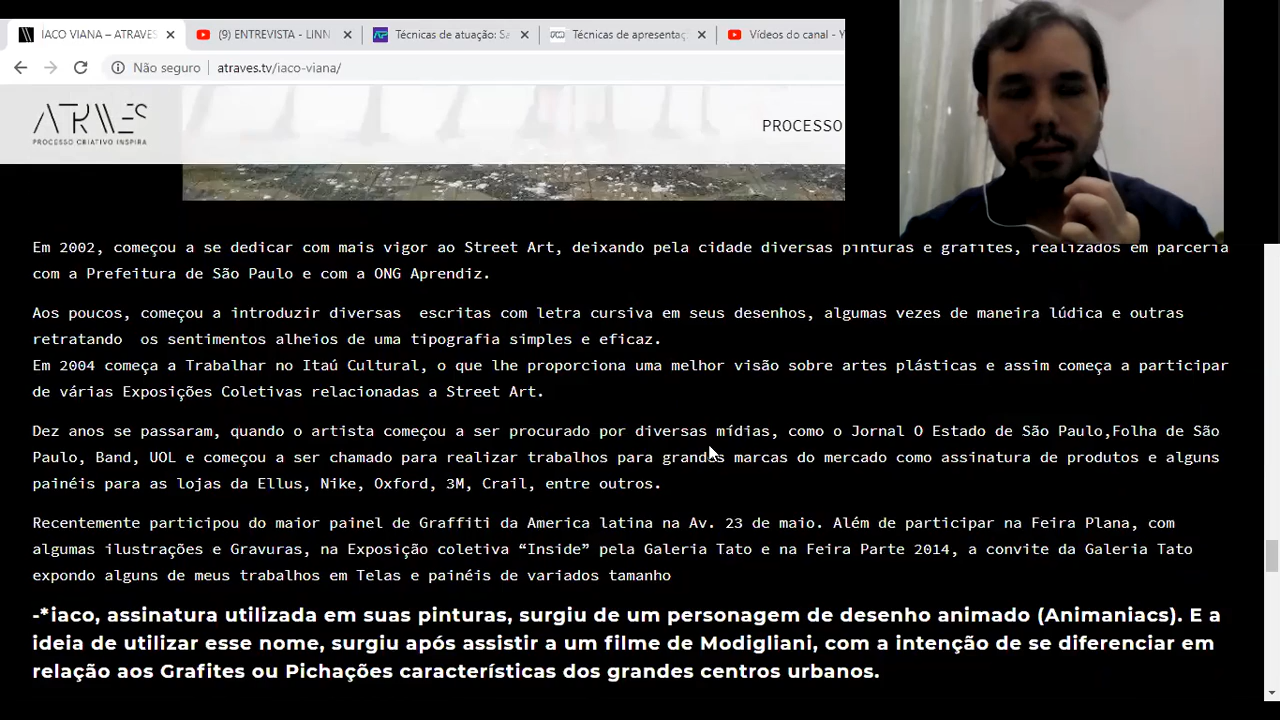 IACO VIANA – ATRAVES
(9) ENTREVISTA - LINN
Técnicas de atuação: Sa
Técnicas de apresentaç
Vídeos do canal - Y
Não seguro
atraves.tv/iaco-viana/
ATRAVES
PROCESSO CRIATIVO INSPIRA
PROCESSO
Em 2002, começou a se dedicar com mais vigor ao Street Art, deixando pela cidade diversas pinturas e grafites, realizados em parceria
com a Prefeitura de São Paulo e com a ONG Aprendiz.
Aos poucos, começou a introduzir diversas  escritas com letra cursiva em seus desenhos, algumas vezes de maneira lúdica e outras
retratando  os sentimentos alheios de uma tipografia simples e eficaz.
Em 2004 começa a Trabalhar no Itaú Cultural, o que lhe proporciona uma melhor visão sobre artes plásticas e assim começa a participar
de várias Exposições Coletivas relacionadas a Street Art.
Dez anos se passaram, quando o artista começou a ser procurado por diversas mídias, como o Jornal O Estado de São Paulo,Folha de São
Paulo, Band, UOL e começou a ser chamado para realizar trabalhos para grandes marcas do mercado como assinatura de produtos e alguns
painéis para as lojas da Ellus, Nike, Oxford, 3M, Crail, entre outros.
Recentemente participou do maior painel de Graffiti da America latina na Av. 23 de maio. Além de participar na Feira Plana, com
algumas ilustrações e Gravuras, na Exposição coletiva “Inside” pela Galeria Tato e na Feira Parte 2014, a convite da Galeria Tato
expondo alguns de meus trabalhos em Telas e painéis de variados tamanho
-*iaco, assinatura utilizada em suas pinturas, surgiu de um personagem de desenho animado (Animaniacs). E a
ideia de utilizar esse nome, surgiu após assistir a um filme de Modigliani, com a intenção de se diferenciar em
relação aos Grafites ou Pichações características dos grandes centros urbanos.